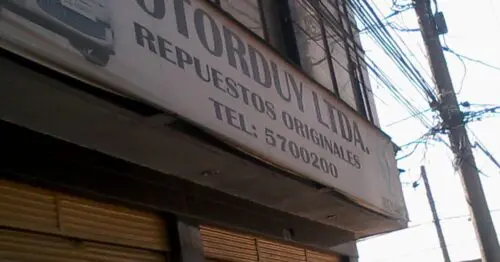 OTORDUY LTDA.
REPUESTOS ORIGINALES
TEL: 5700200